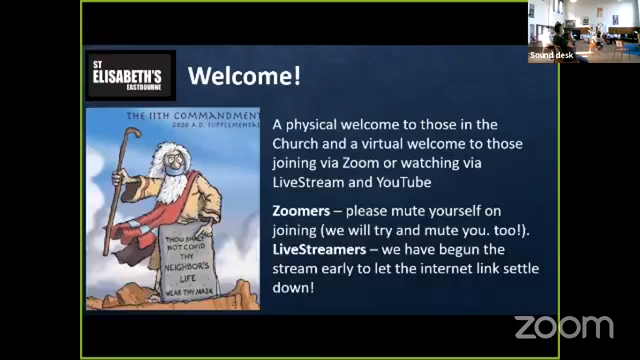 ST
ELISABETH'S
EASTBOURNE
Welcome!
Sound desk
THE 11TH COMMANDMENT
2020 A.D. SUPPLEMENTAL
A physical welcome to those in the
Church and a virtual welcome to those
joining via Zoom or watching via
LiveStream and YouTube
Zoomers – please mute yourself on
joining (we will try and mute you. too!).
LiveStreamers – we have begun the
stream early to let the internet link settle
down!
THOU SHALT
NOT COVID
THY
NEIGHBOR'S
LIFE
WEAR THY MASK
zoom